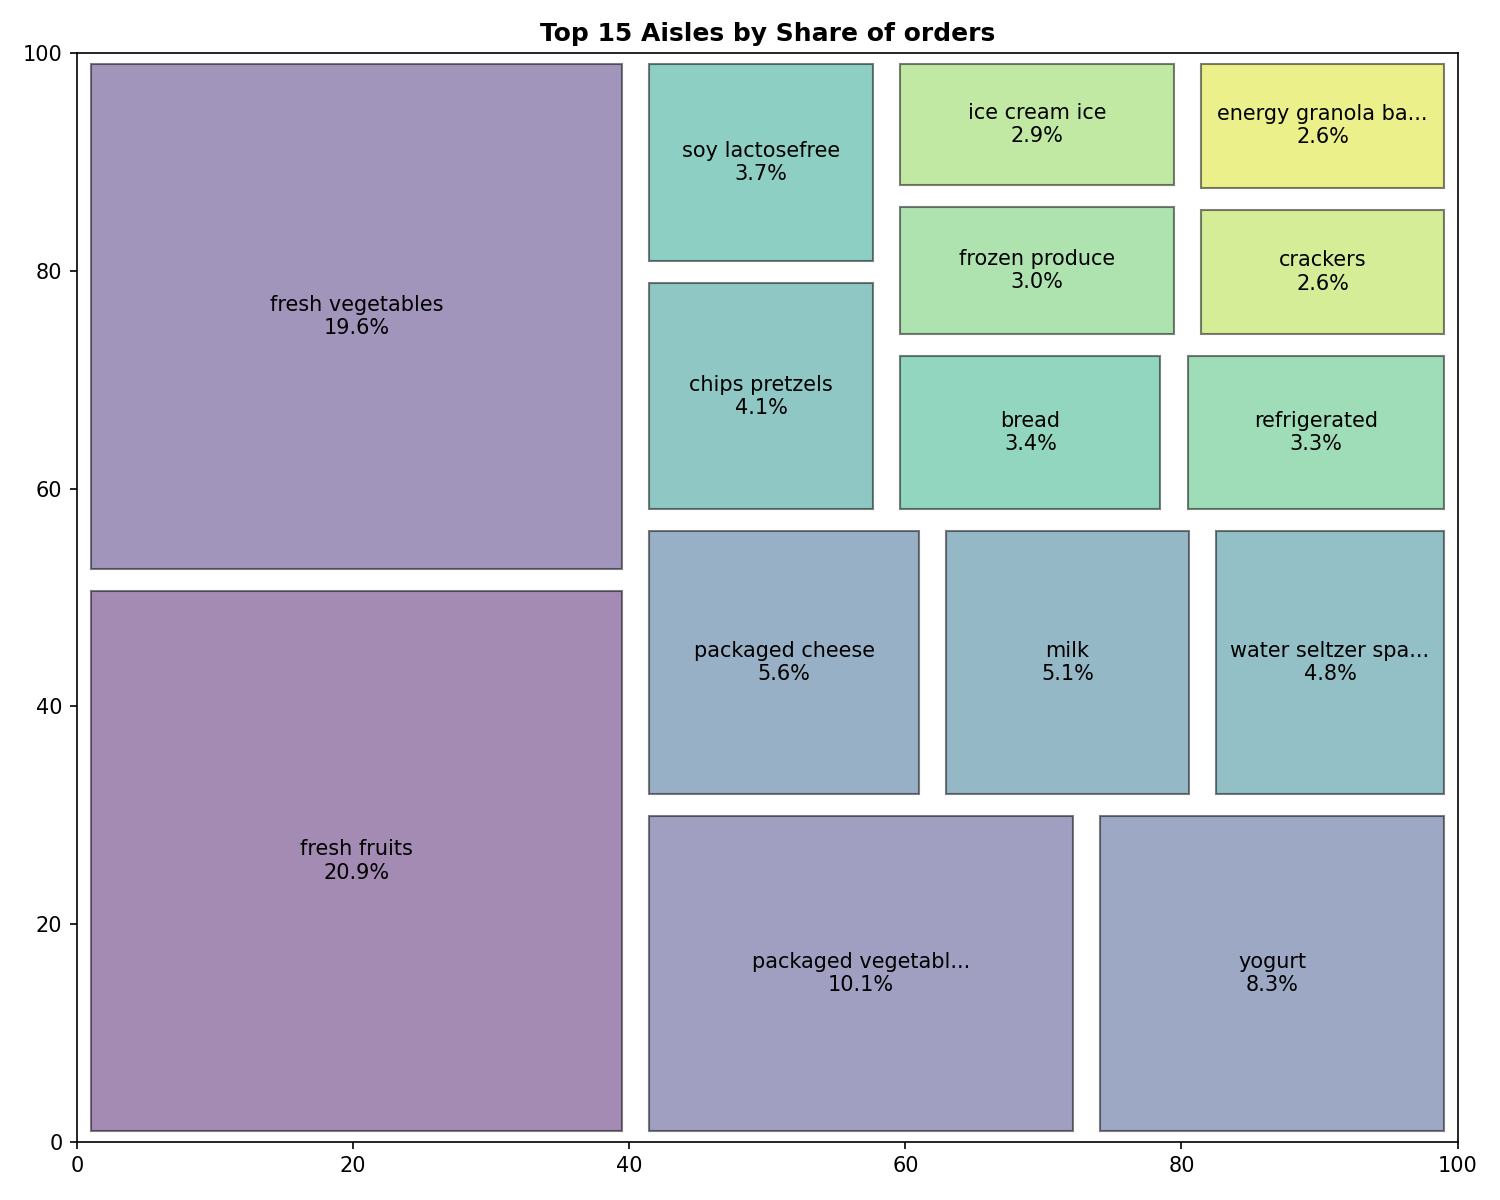 Top 15 Aisles by Share of orders
100
80
60
40
20
0
0
20
40
60
80
100
fresh vegetables
19.6%
fresh fruits
20.9%
soy lactosefree
3.7%
chips pretzels
4.1%
ice cream ice
2.9%
energy granola ba...
2.6%
frozen produce
3.0%
crackers
2.6%
bread
3.4%
refrigerated
3.3%
packaged cheese
5.6%
milk
5.1%
water seltzer spa...
4.8%
packaged vegetabl...
10.1%
yogurt
8.3%